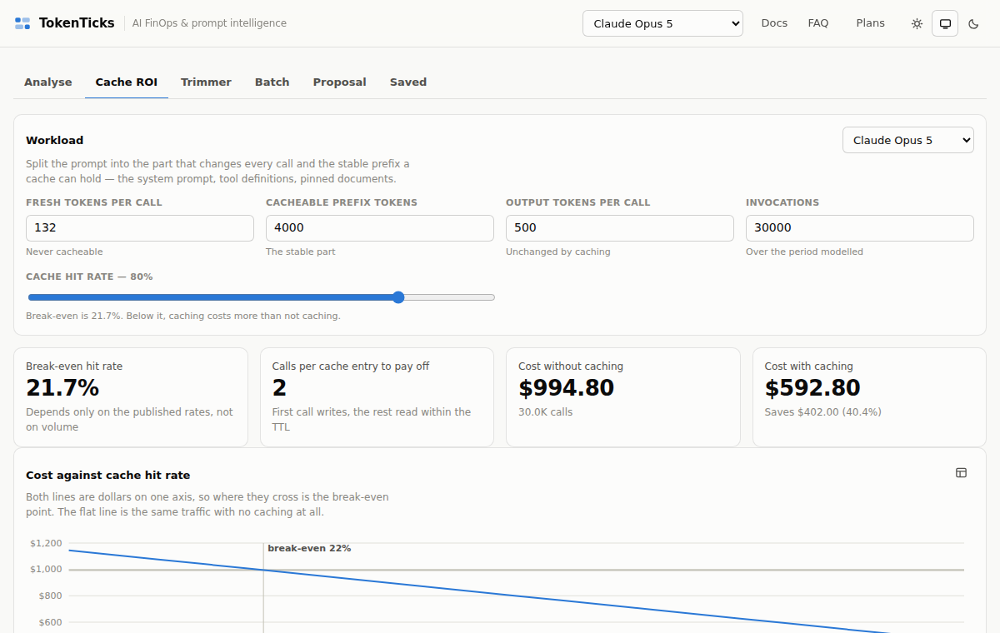 TokenTicks
AI FinOps & prompt intelligence
Claude Opus 5
Docs
FAQ
Plans
Analyse
Cache ROI
Trimmer
Batch
Proposal
Saved
Workload
Claude Opus 5
Split the prompt into the part that changes every call and the stable prefix a
cache can hold — the system prompt, tool definitions, pinned documents.
FRESH TOKENS PER CALL
CACHEABLE PREFIX TOKENS
OUTPUT TOKENS PER CALL
INVOCATIONS
132
4000
500
30000
Never cacheable
The stable part
Unchanged by caching
Over the period modelled
CACHE HIT RATE — 80%
Break-even is 21.7%. Below it, caching costs more than not caching.
Break-even hit rate
21.7%
Depends only on the published rates, not
on volume
Calls per cache entry to pay off
2
First call writes, the rest read within the
TTL
Cost without caching
$994.80
30.0K calls
Cost with caching
$592.80
Saves $402.00 (40.4%)
Cost against cache hit rate
Both lines are dollars on one axis, so where they cross is the break-even
point. The flat line is the same traffic with no caching at all.
$1,200
break-even 22%
$1,000
$800
$600